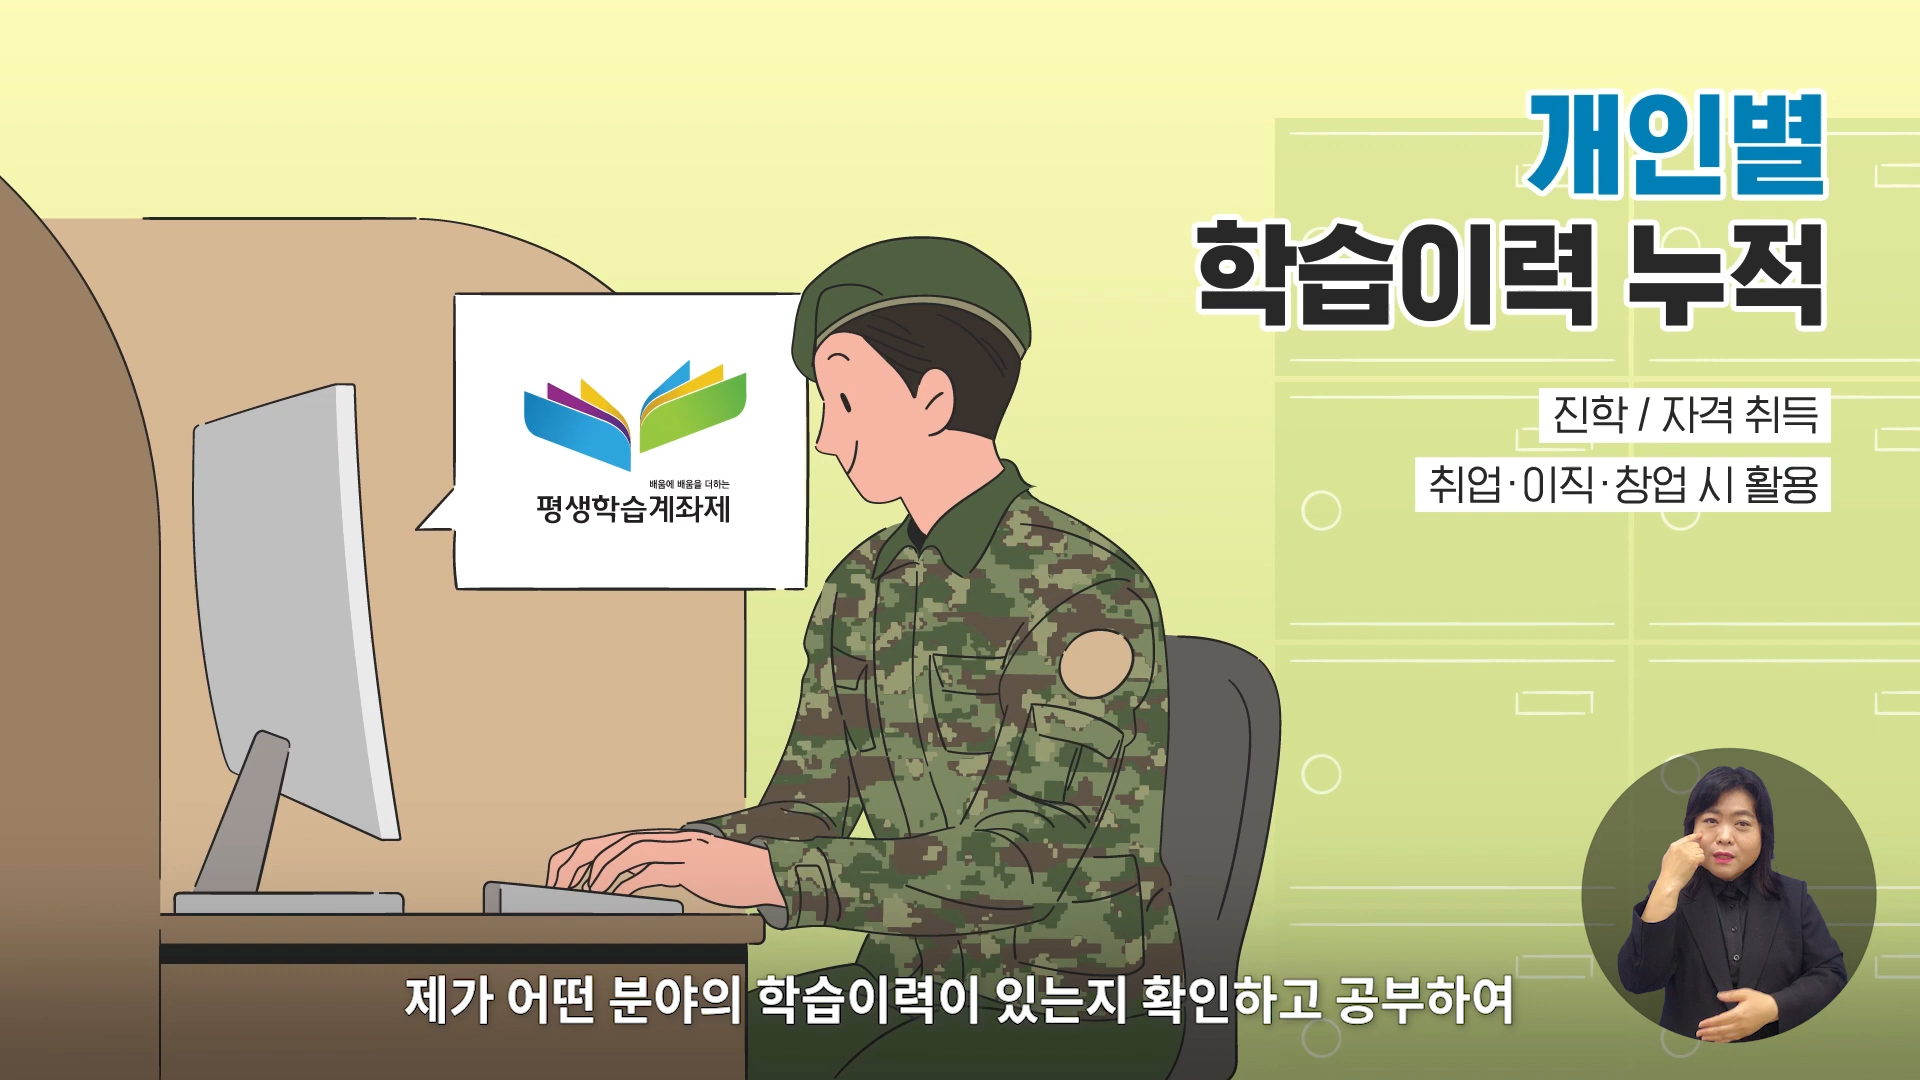 개인별
학습이력 누적
진학 / 자격 취득
취업·이직·창업 시 활용
배움에 배움을 더하는
평생학습계좌제
제가 어떤 분야의 학습이력이 있는지 확인하고 공부하여